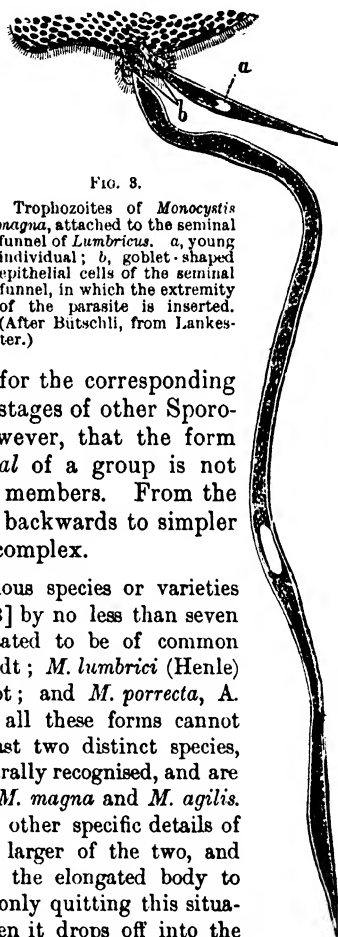 a
b
FIG. 3.
Trophozoites of Monocystis
magna, attached to the seminal
funnel of Lumbricus. a, young
individual; b, goblet-shaped
epithelial cells of the seminal
funnel, in which the extremity
of the parasite is inserted.
(After Bütschli, from Lankes-
ter.)
for the corresponding
stages of other Sporo-
wever, that the form
al of a group is not
members. From the
backwards to simpler
complex.
ious species or varieties
3] by no less than seven
ated to be of common
dt; M. lumbrici (Henle)
ot; and M. porrecta, A.
all these forms cannot
ast two distinct species,
rally recognised, and are
M. magna and M. agilis.
other specific details of
larger of the two, and
the elongated body to
only quitting this situa-
en it drops off into the